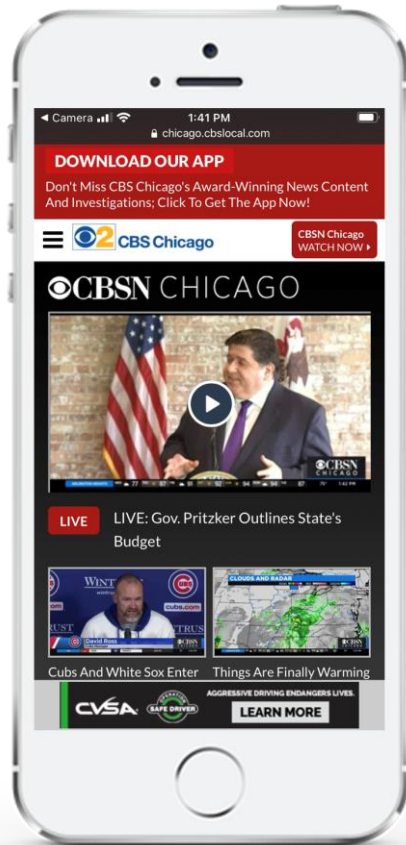 Camera
1:41 PM
chicago.cbslocal.com
DOWNLOAD OUR APP
Don't Miss CBS Chicago's Award-Winning News Content
And Investigations; Click To Get The App Now!
2 CBS Chicago
CBSN Chicago
WATCH NOW
CBSN CHICAGO
CBSN
CHICAGO
LIVE
LIVE: Gov. Pritzker Outlines State's
Budget
CUBS
cubs.com
David Ross
CLOUDS AND RADAR
Cubs And White Sox Enter
Things Are Finally Warming
CVSA
OPERATION
SAFE DRIVER
AGGRESSIVE DRIVING ENDANGERS LIVES.
LEARN MORE